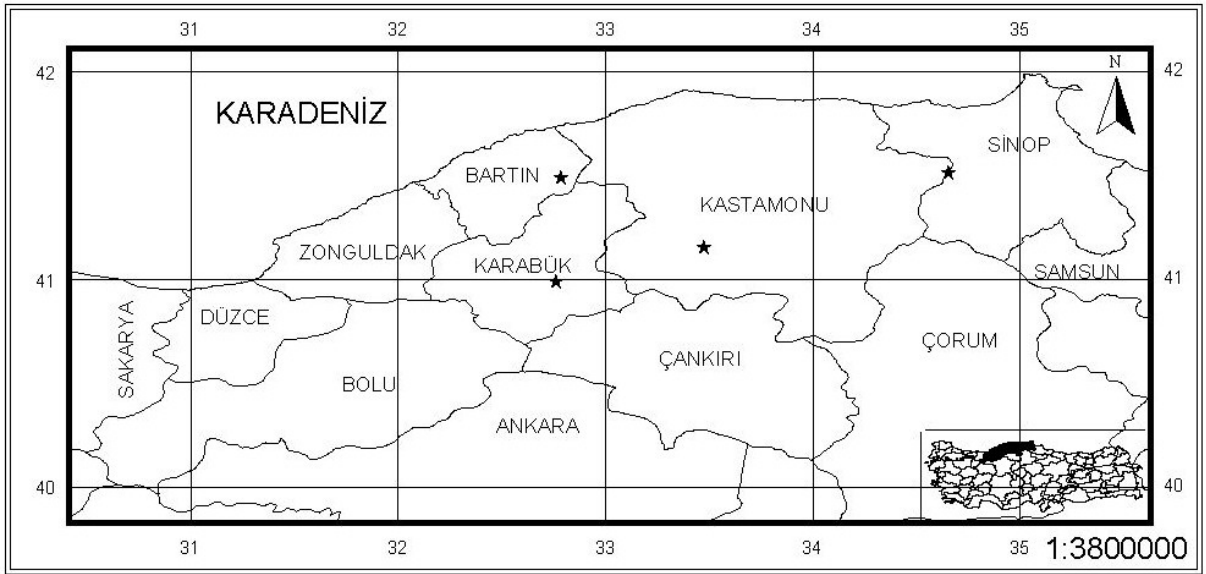 31 32 33 34 35
42 42
N
KARADENİZ
SİNOP
BARTIN
KASTAMONU
ZONGULDAK
KARABÜK
41 SAMSUN 41
DÜZCE
SAKARYA
ÇORUM
ÇANKIRI
BOLU
ANKARA
40 40
31 32 33 34 35 1:3800000